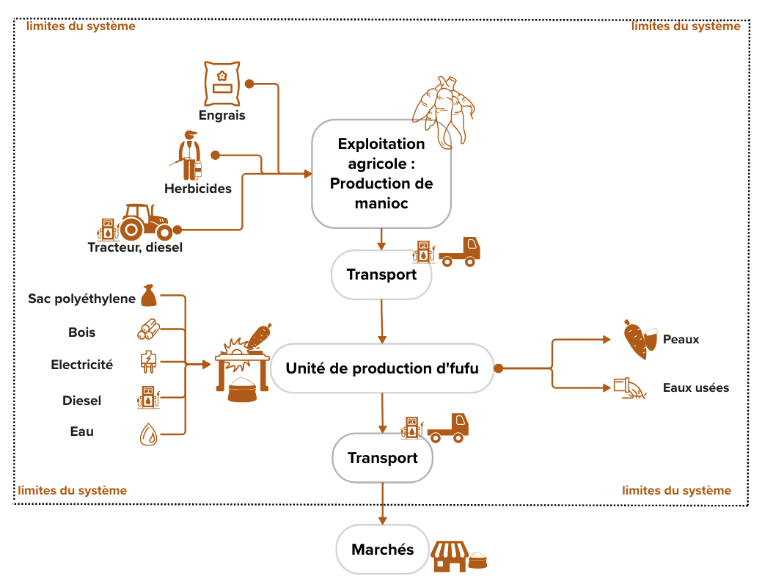 limites du système
limites du système
Engrais
Herbicides
Tracteur, diesel
Exploitation
agricole :
Production de
manioc
Transport
Sac polyéthylene
Bois
Electricité
Diesel
Eau
Unité de production d'fufu
Peaux
Eaux usées
Transport
limites du système
limites du système
Marchés